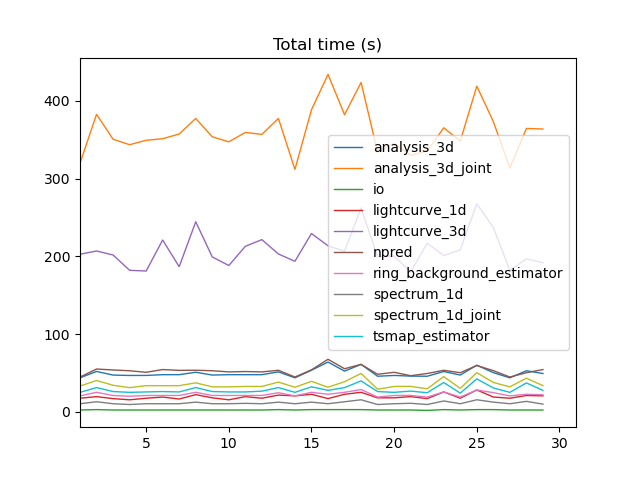 Total time (s)
400
300
200
100
0
analysis_3d
analysis_3d_joint
io
lightcurve_1d
lightcurve_3d
npred
ring_background_estimator
spectrum_1d
spectrum_1d_joint
tsmap_estimator
5 10 15 20 25 30